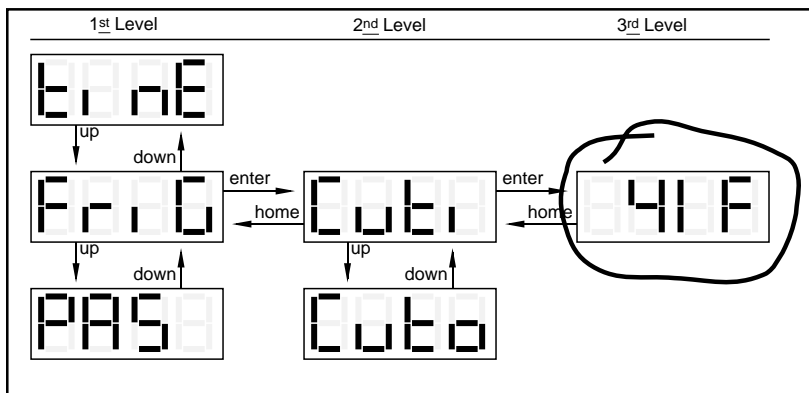 1st Level 2nd Level 3rd Level
tinE
up
down
FriG enter Cuti enter 41F
home home
up up
down down
PAS Cuto